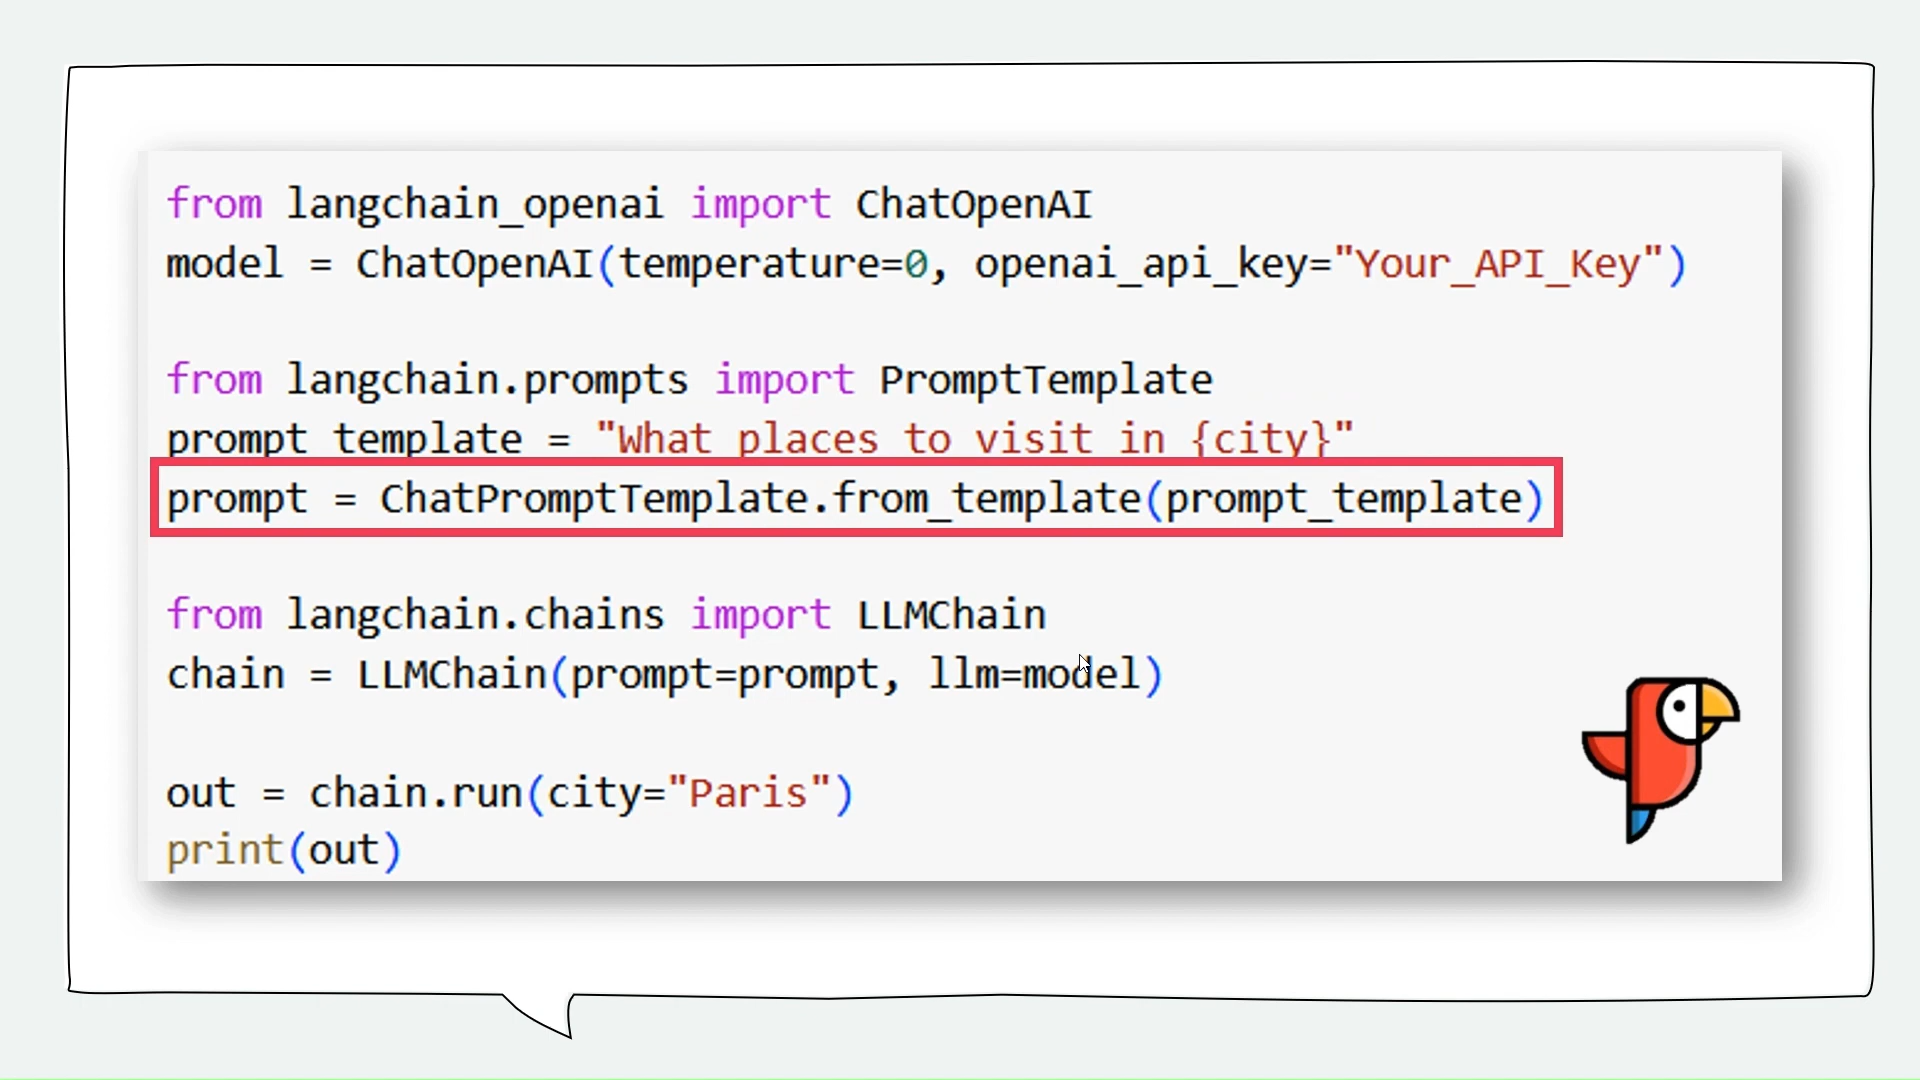 from langchain_openai import ChatOpenAI
model = ChatOpenAI(temperature=0, openai_api_key="Your_API_Key")
from langchain.prompts import PromptTemplate
prompt template = "What places to visit in {city}"
prompt = ChatPromptTemplate.from_template(prompt_template)
from langchain.chains import LLMChain
chain = LLMChain(prompt=prompt, llm=model)
out = chain.run(city="Paris")
print(out)